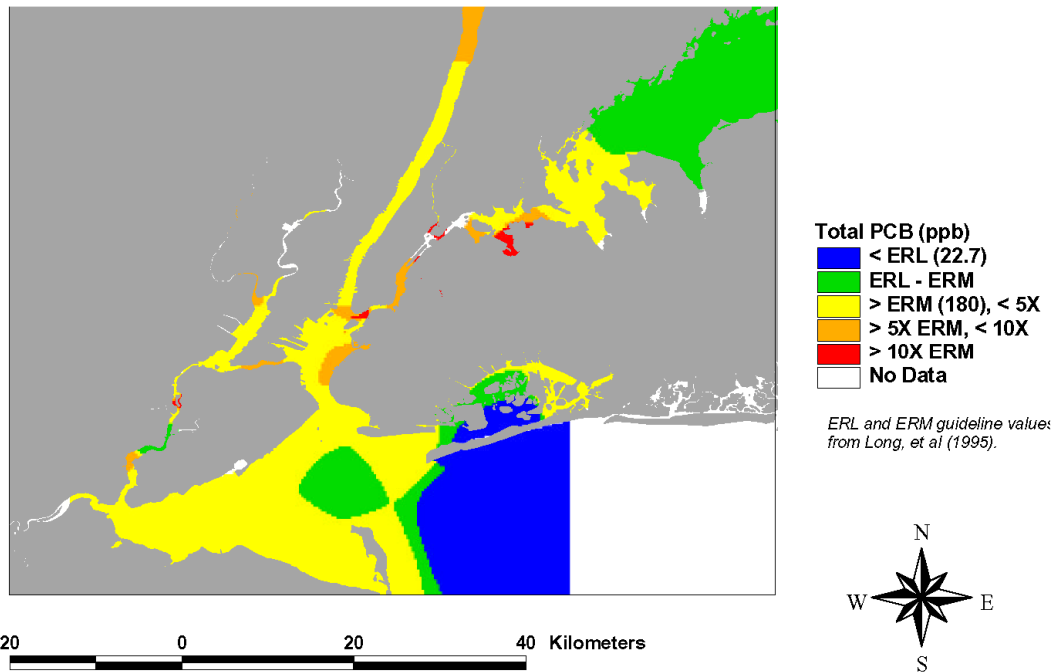 Total PCB (ppb)
< ERL (22.7)
ERL - ERM
> ERM (180), < 5X
> 5X ERM, < 10X
> 10X ERM
No Data
ERL and ERM guideline values
from Long, et al (1995).
N
W E
S
20 0 20 40 Kilometers